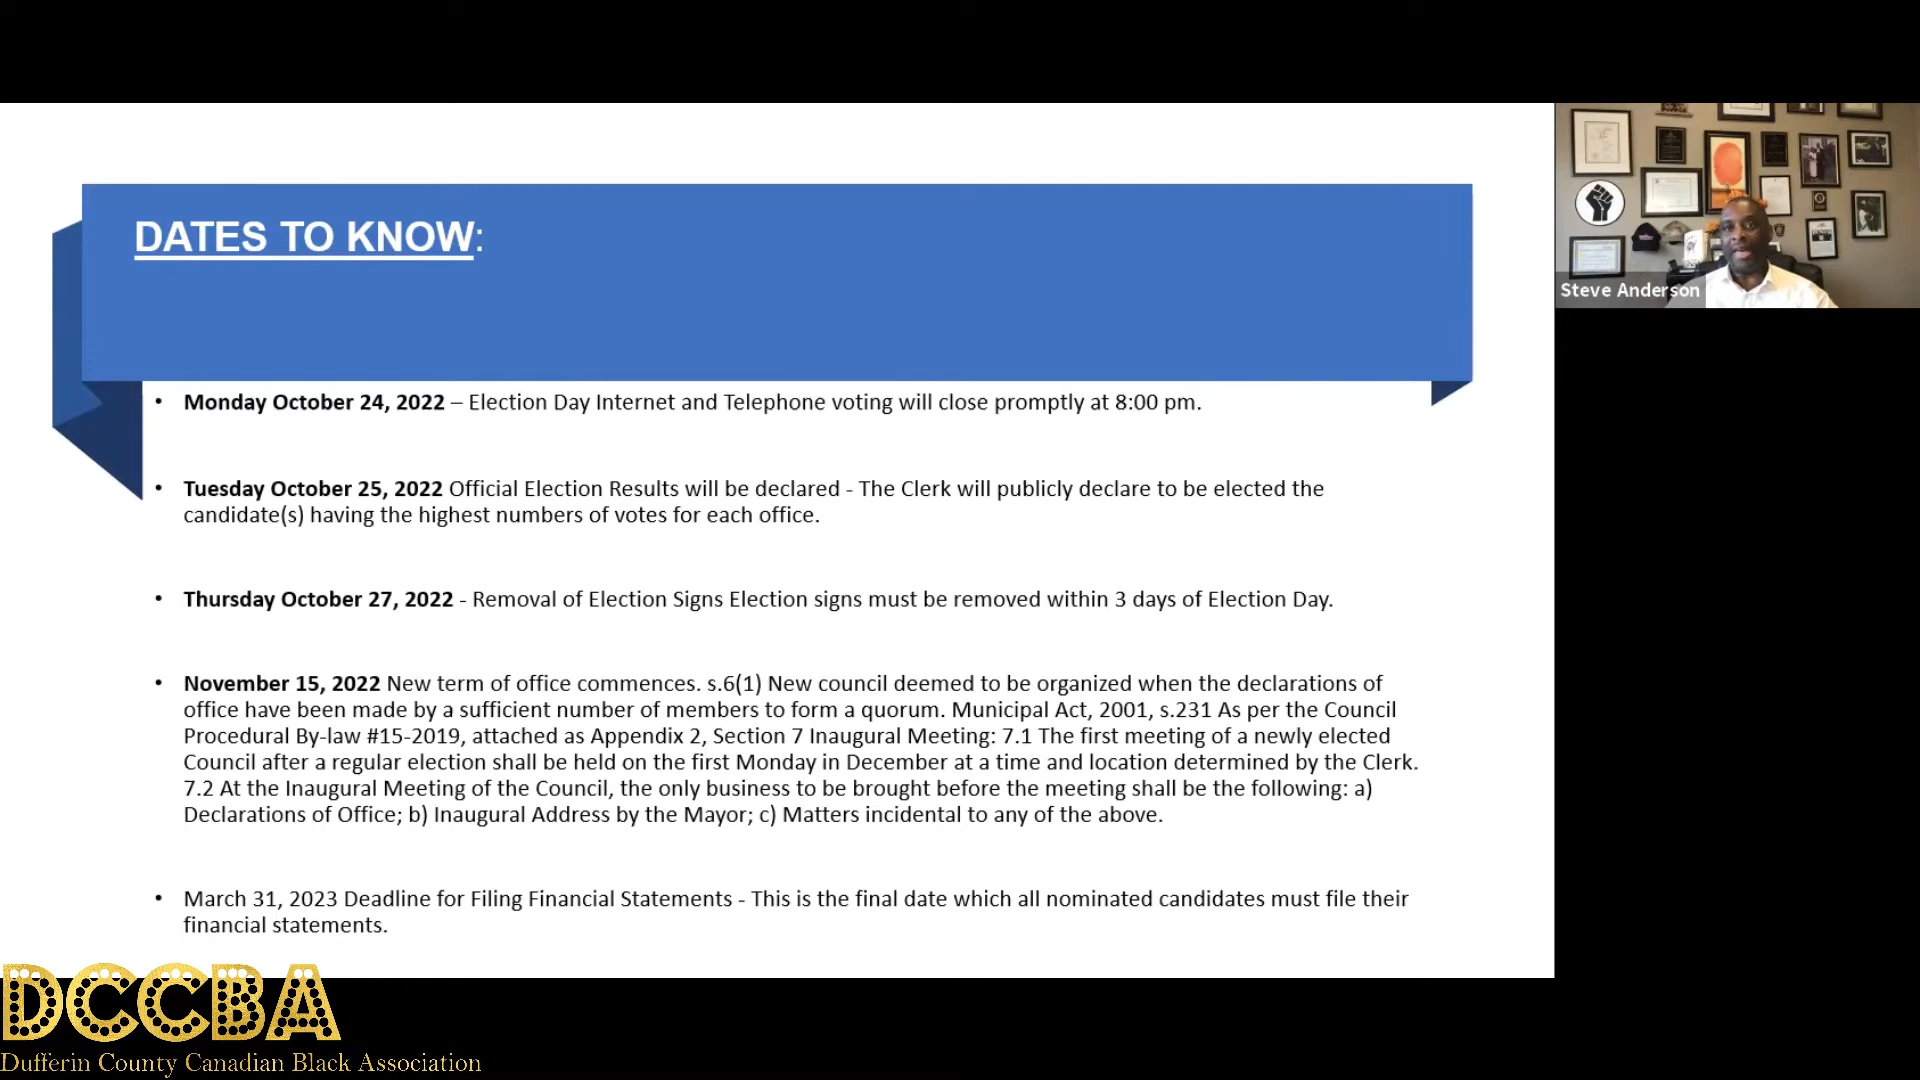 DATES TO KNOW:
• Monday October 24, 2022 – Election Day Internet and Telephone voting will close promptly at 8:00 pm.
• Tuesday October 25, 2022 Official Election Results will be declared - The Clerk will publicly declare to be elected the
candidate(s) having the highest numbers of votes for each office.
• Thursday October 27, 2022 - Removal of Election Signs Election signs must be removed within 3 days of Election Day.
• November 15, 2022 New term of office commences. s.6(1) New council deemed to be organized when the declarations of
office have been made by a sufficient number of members to form a quorum. Municipal Act, 2001, s.231 As per the Council
Procedural By-law #15-2019, attached as Appendix 2, Section 7 Inaugural Meeting: 7.1 The first meeting of a newly elected
Council after a regular election shall be held on the first Monday in December at a time and location determined by the Clerk.
7.2 At the Inaugural Meeting of the Council, the only business to be brought before the meeting shall be the following: a)
Declarations of Office; b) Inaugural Address by the Mayor; c) Matters incidental to any of the above.
• March 31, 2023 Deadline for Filing Financial Statements - This is the final date which all nominated candidates must file their
financial statements.
Steve Anderson
DCCBA
Dufferin County Canadian Black Association